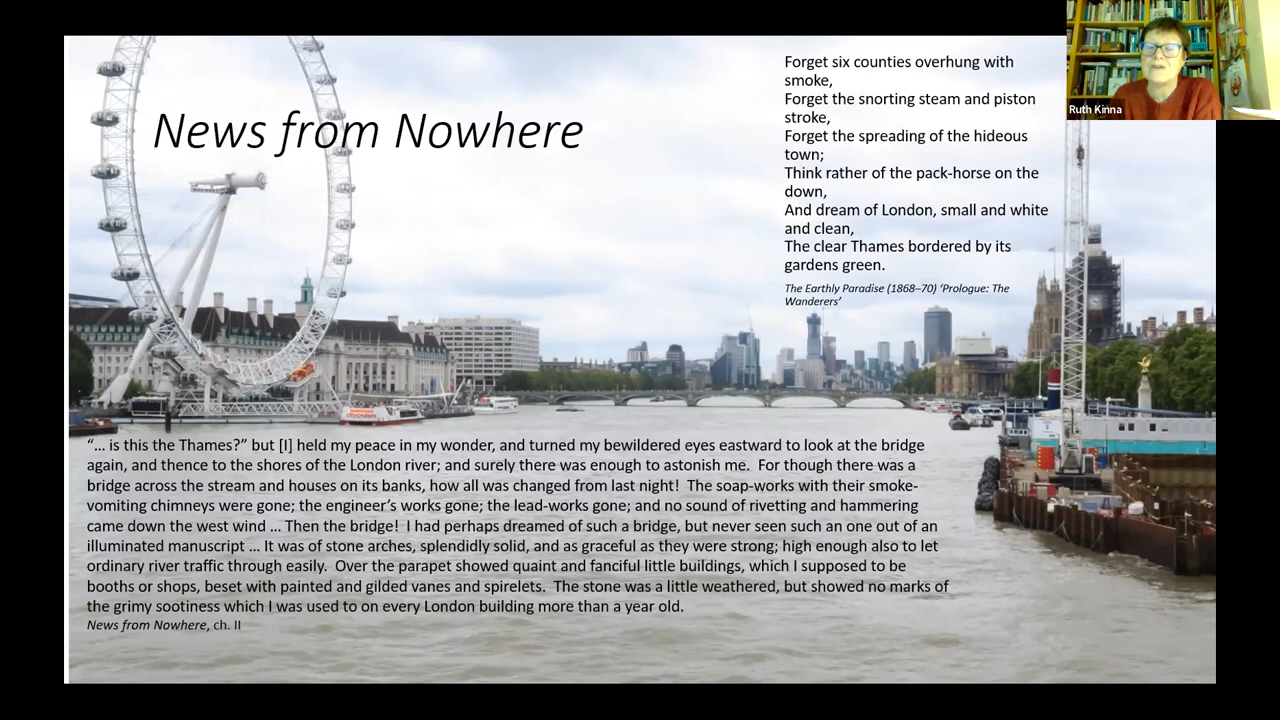 News from Nowhere
Forget six counties overhung with
smoke,
Forget the snorting steam and piston
stroke,
Forget the spreading of the hideous
town;
Think rather of the pack-horse on the
down,
And dream of London, small and white
and clean,
The clear Thames bordered by its
gardens green.
The Earthly Paradise (1868–70) ‘Prologue: The
Wanderers’
Ruth Kinna
“… is this the Thames?” but [I] held my peace in my wonder, and turned my bewildered eyes eastward to look at the bridge
again, and thence to the shores of the London river; and surely there was enough to astonish me.  For though there was a
bridge across the stream and houses on its banks, how all was changed from last night!  The soap-works with their smoke-
vomiting chimneys were gone; the engineer’s works gone; the lead-works gone; and no sound of rivetting and hammering
came down the west wind … Then the bridge!  I had perhaps dreamed of such a bridge, but never seen such an one out of an
illuminated manuscript … It was of stone arches, splendidly solid, and as graceful as they were strong; high enough also to let
ordinary river traffic through easily.  Over the parapet showed quaint and fanciful little buildings, which I supposed to be
booths or shops, beset with painted and gilded vanes and spirelets.  The stone was a little weathered, but showed no marks of
the grimy sootiness which I was used to on every London building more than a year old.
News from Nowhere, ch. II